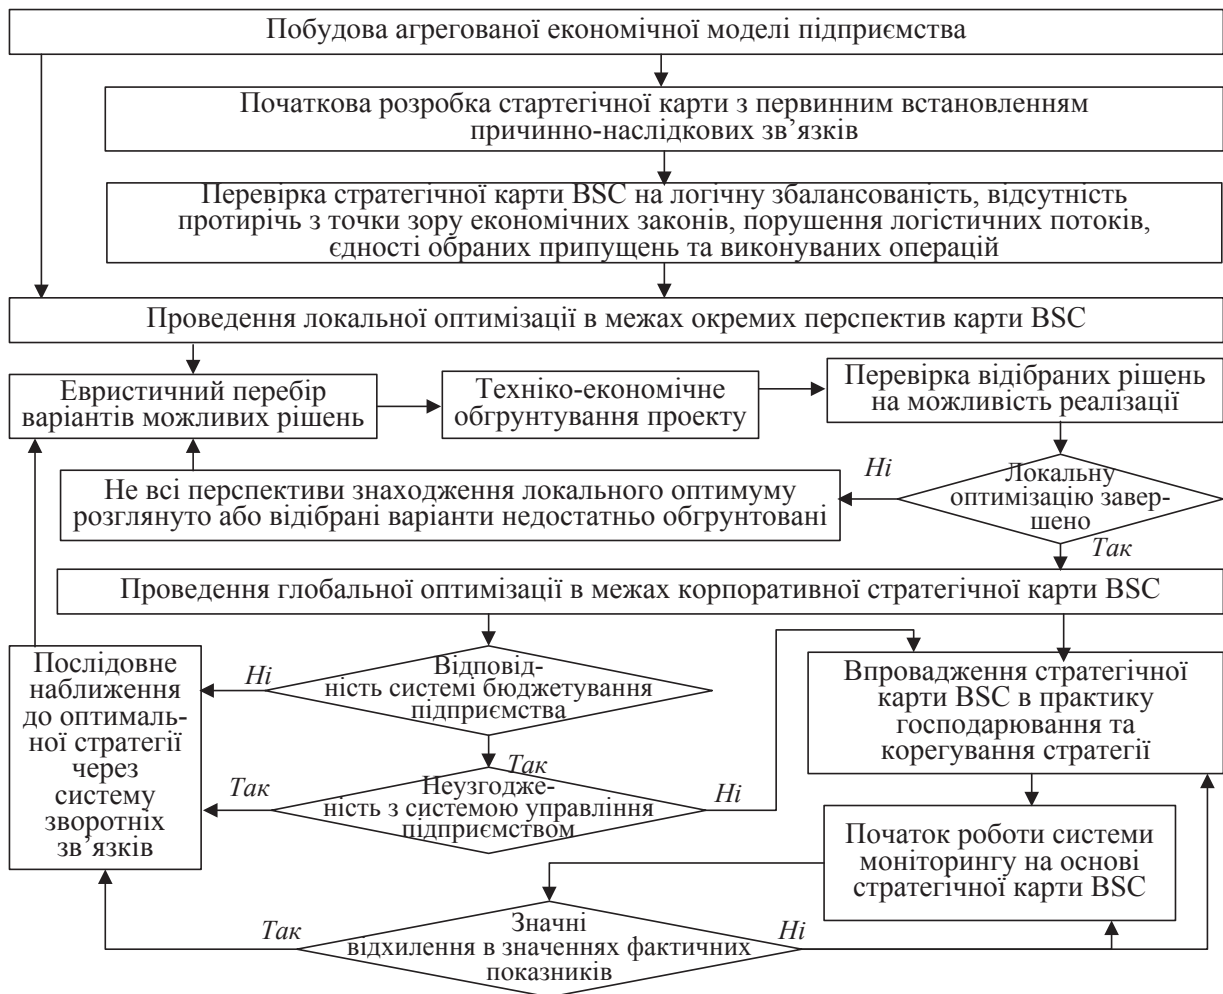 Побудова агрегованої економічної моделі підприємства
Початкова розробка стартегічної карти з первинним встановленням
причинно-наслідкових зв’язків
Перевірка стратегічної карти BSC на логічну збалансованість, відсутність
протирічь з точки зору економічних законів, порушення логістичних потоків,
єдності обраних припущень та виконуваних операцій
Проведення локальної оптимізації в межах окремих перспектив карти BSC
Евристичний перебір
варіантів можливих рішень
Техніко-економічне
обгрунтування проекту
Перевірка відібраних рішень
на можливість реалізації
Ні
Локальну
оптимізацію завер-
шено
Не всі перспективи знаходження локального оптимуму
розглянуто або відібрані варіанти недостатньо обгрунтовані
Так
Проведення глобальної оптимізації в межах корпоративної стратегічної карти BSC
Послідовне
наближення
до оптималь-
ної стратегії
через
систему
зворотніх
зв’язків
Ні
Відповід-
ність системі бюджетування
підприємства
Впровадження стратегічної
карти BSC в практику
господарювання та
корегування стратегії
Так
Так
Неузгодже-
ність з системою управління
підприємством
Ні
Початок роботи системи
моніторингу на основі
стратегічної карти BSC
Так
Значні
відхилення в значеннях фактичних
показників
Ні